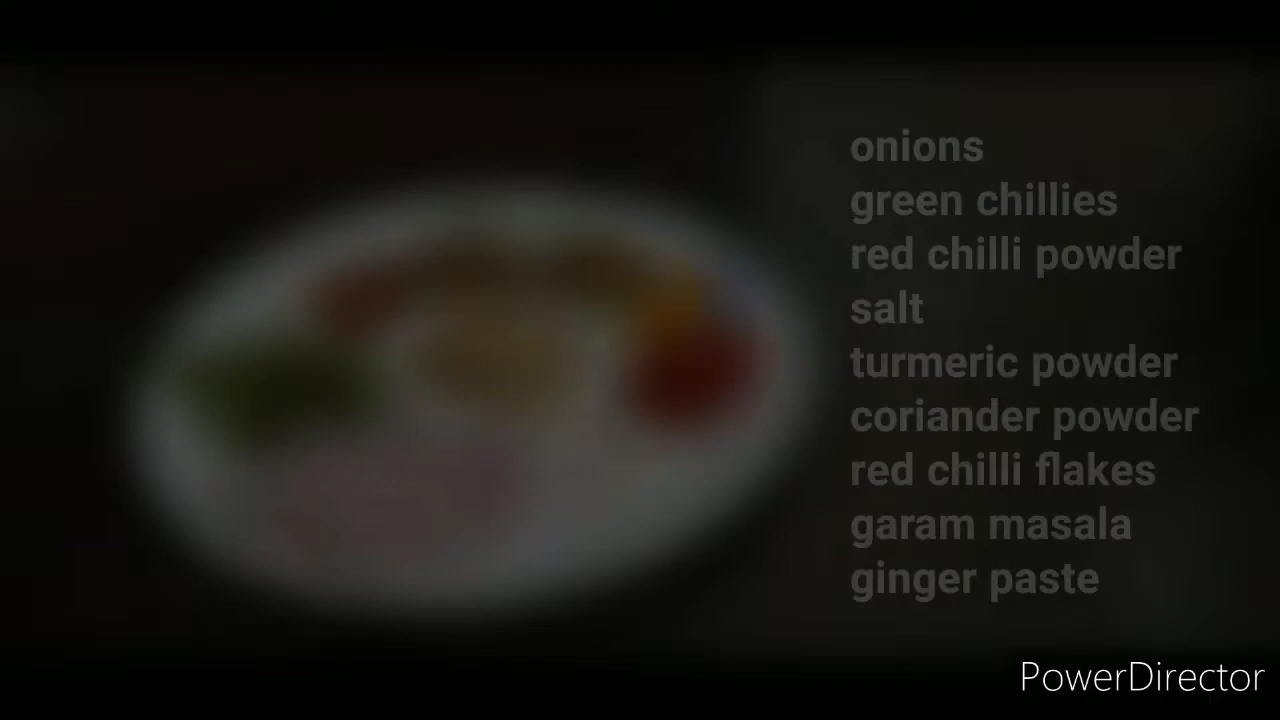 onions
green chillies
red chilli powder
salt
turmeric powder
coriander powder
red chilli flakes
garam masala
ginger paste
PowerDirector